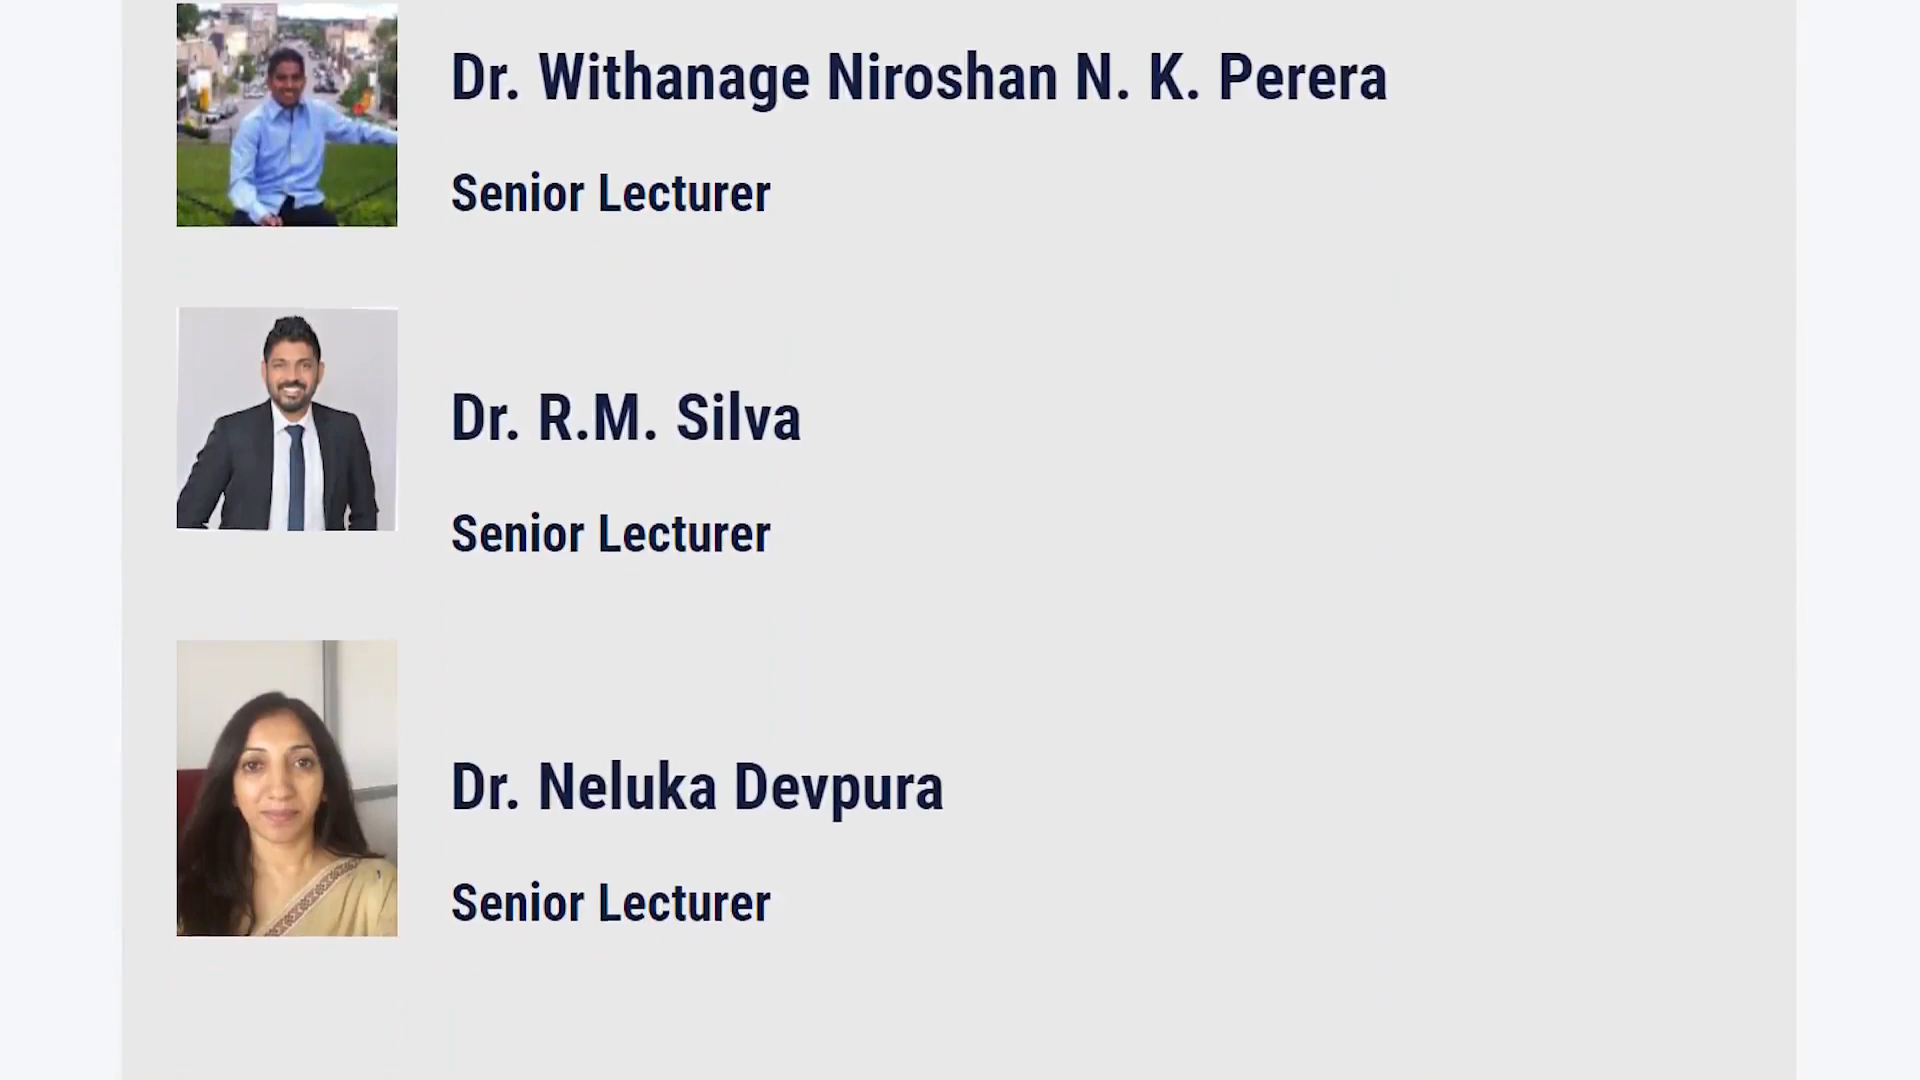 Dr. Withanage Niroshan N. K. Perera
Senior Lecturer
Dr. R.M. Silva
Senior Lecturer
Dr. Neluka Devpura
Senior Lecturer